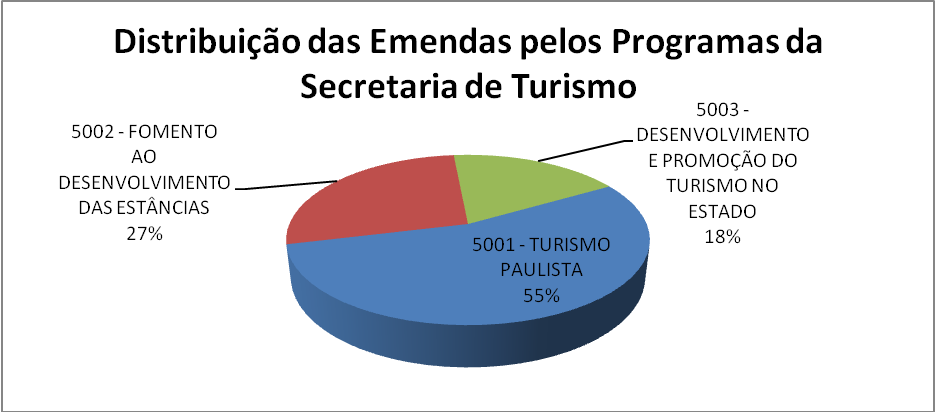 Distribuição das Emendas pelos Programas da
Secretaria de Turismo
5002 - FOMENTO
AO
DESENVOLVIMENTO
DAS ESTÂNCIAS
27%
5003 -
DESENVOLVIMENTO
E PROMOÇÃO DO
TURISMO NO
ESTADO
18%
5001 - TURISMO
PAULISTA
55%